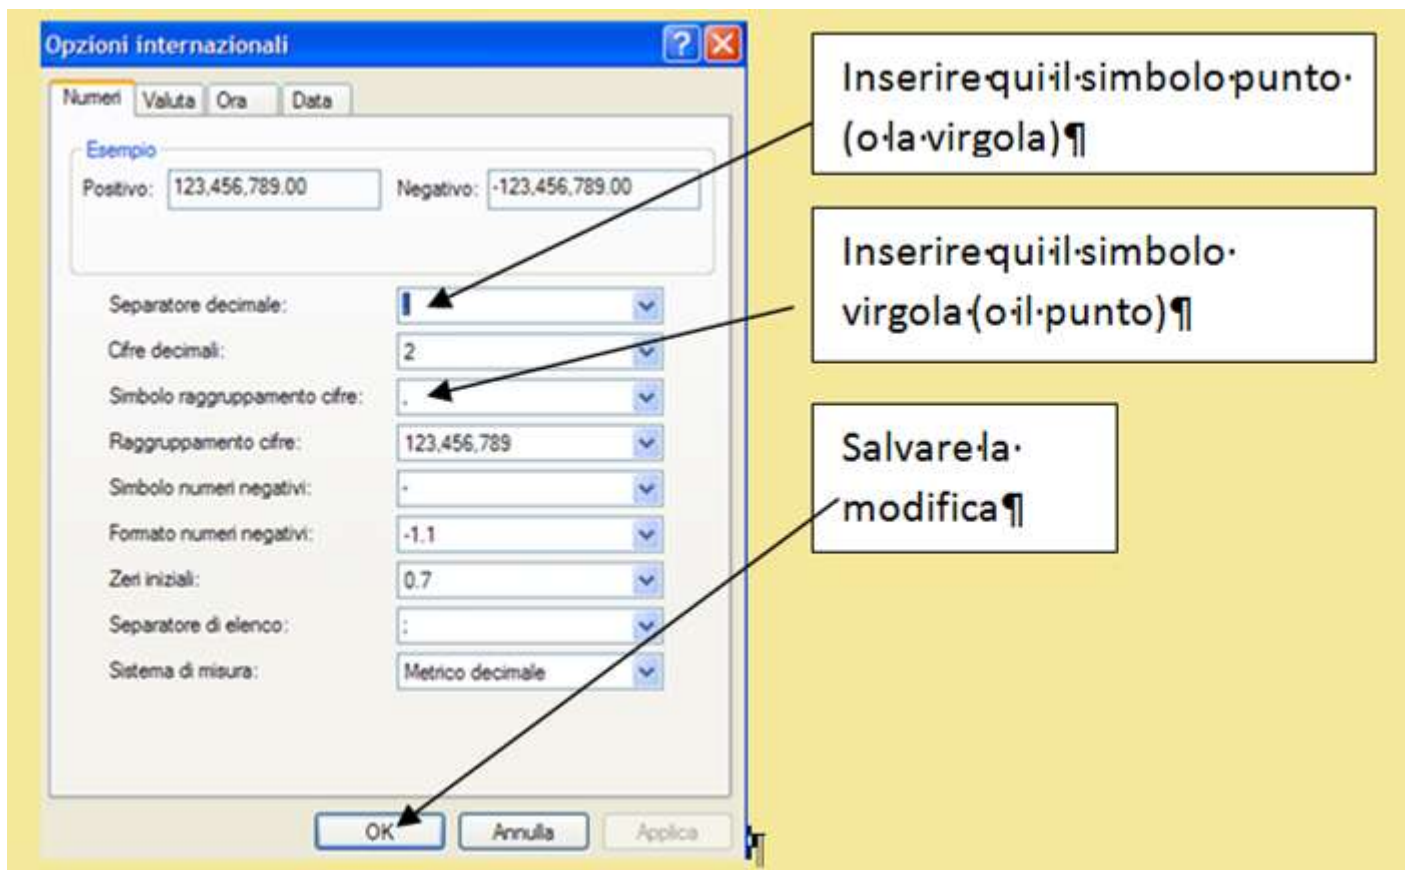 Opzioni internazionali
Numeri Valuta Ora Data
Esempio
Positivo: 123,456,789.00 Negativo: -123,456,789.00
Separatore decimale:
Cifre decimali: 2
Simbolo raggruppamento cifre: ,
Raggruppamento cifre: 123,456,789
Simbolo numeri negativi: -
Formato numeri negativi: -1.1
Zeri iniziali: 0.7
Separatore di elenco: ;
Sistema di misura: Metrico decimale
OK Annulla Applica
Inserire·qui·il·simbolo·punto·
(o·la·virgola)¶
Inserire·qui·il·simbolo·
virgola·(o·il·punto)¶
Salvare·la·
modifica¶
¶